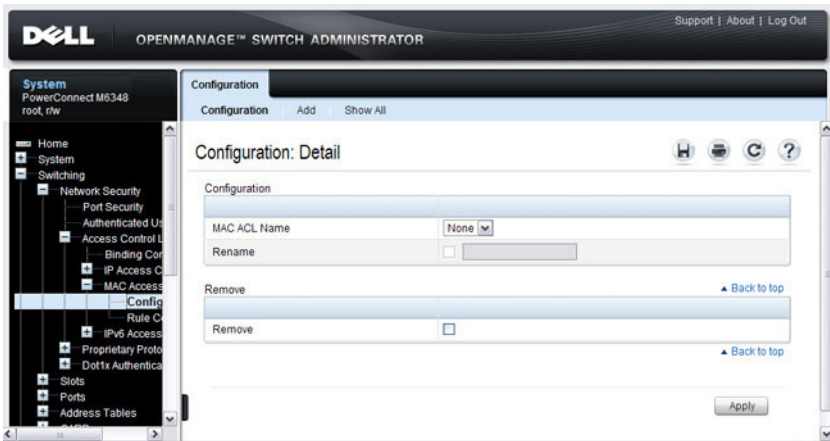 DELL
OPENMANAGE™ SWITCH ADMINISTRATOR
Support | About | Log Out
System
PowerConnect M6348
root, r/w
Home
System
Switching
Network Security
Port Security
Authenticated Us
Access Control L
Binding Con
IP Access C
MAC Access
Config
Rule Co
IPv6 Access
Proprietary Proto
Dot1x Authentica
Slots
Ports
Address Tables
Configuration
Configuration Add Show All
Configuration: Detail
Configuration
MAC ACL Name None
Rename
Remove Back to top
Remove
Back to top
Apply